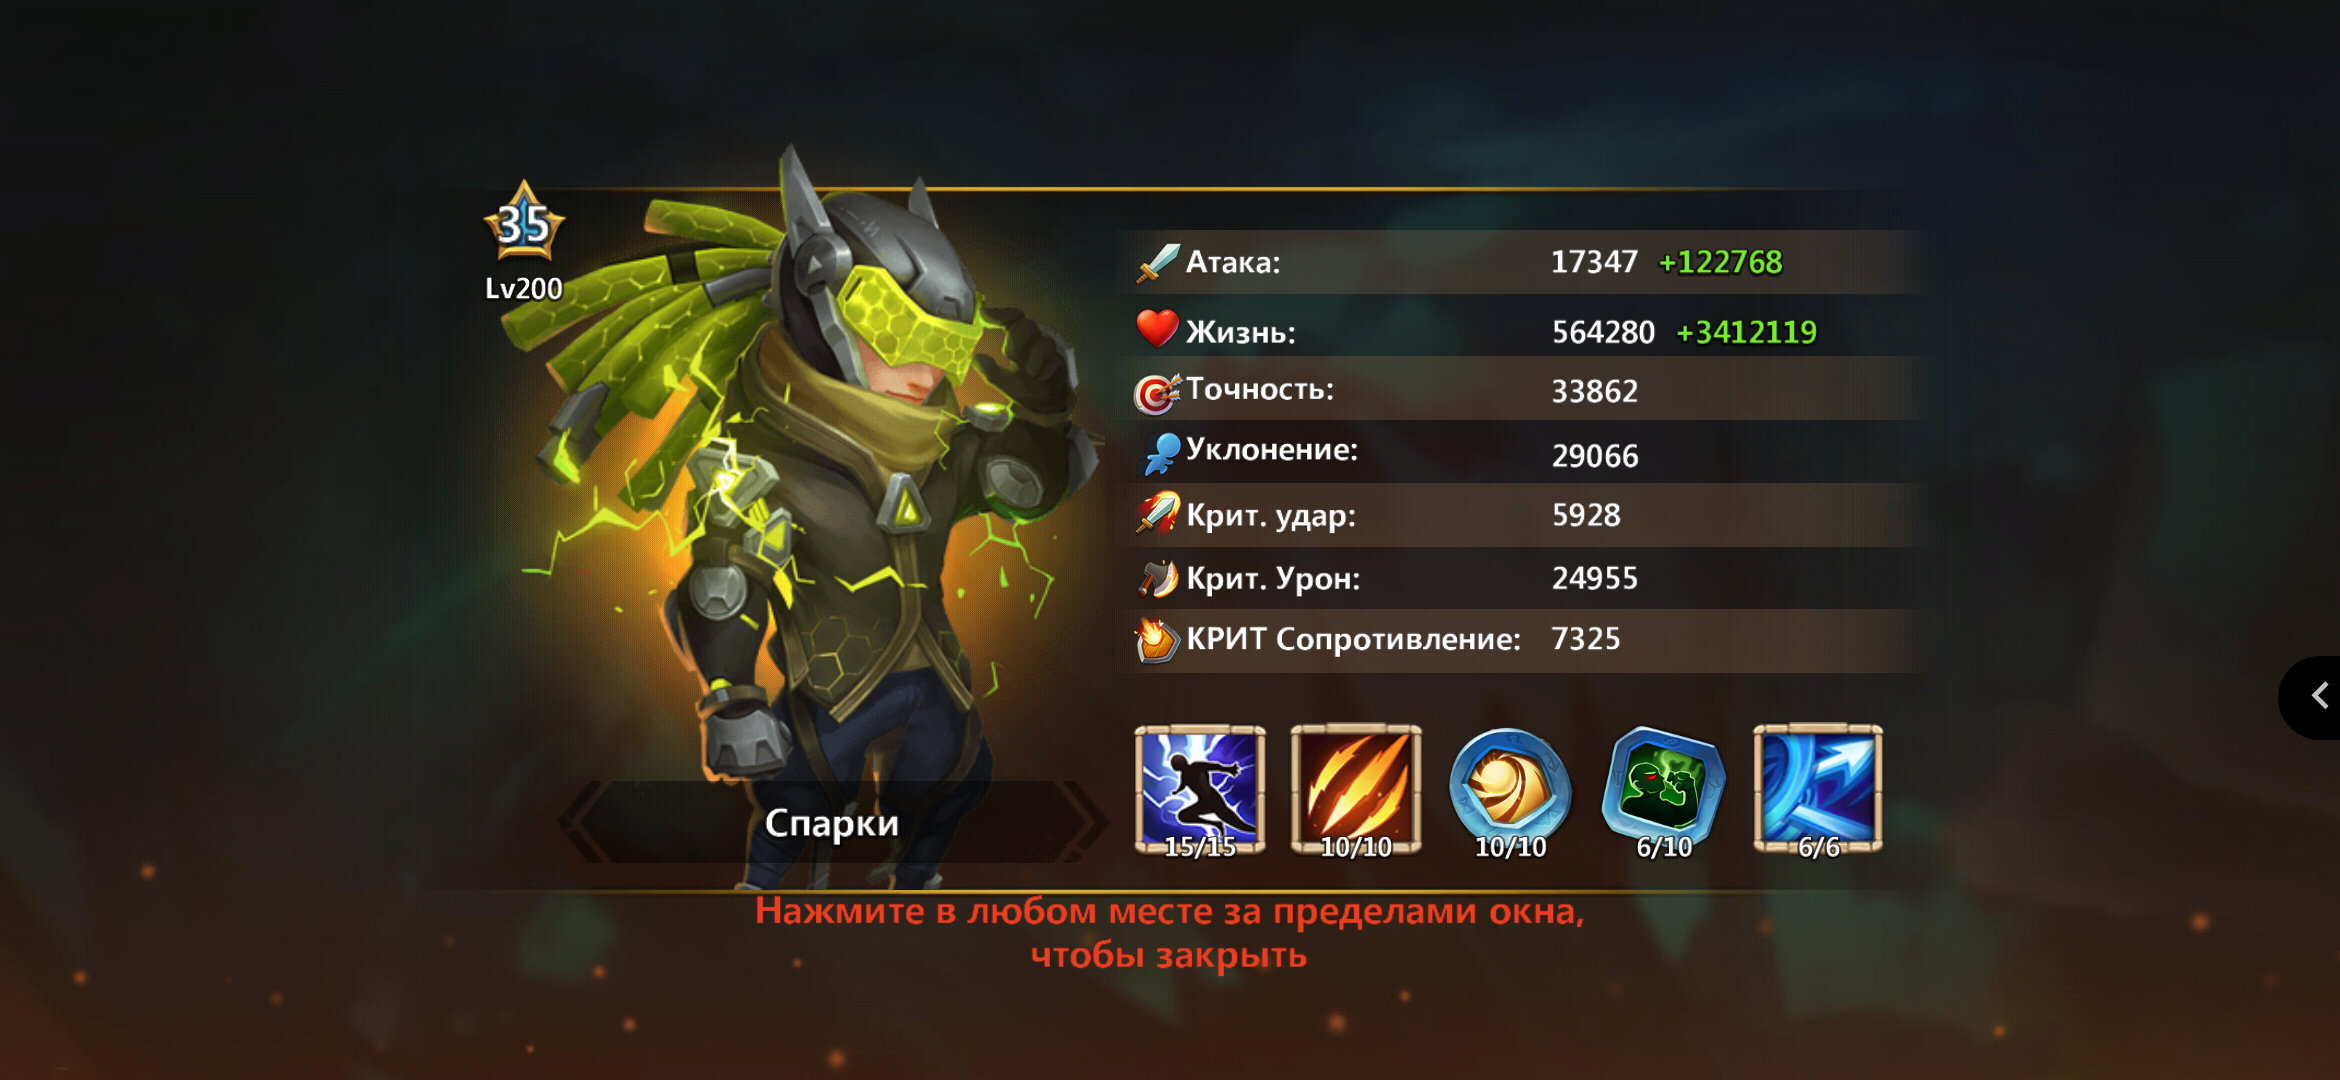 35
Lv200
Атака: 17347 +122768
Жизнь: 564280 +3412119
Точность: 33862
Уклонение: 29066
Крит. удар: 5928
Крит. Урон: 24955
КРИТ Сопротивление: 7325
15/15 10/10 10/10 6/10 6/6
Спарки
Нажмите в любом месте за пределами окна,
чтобы закрыть